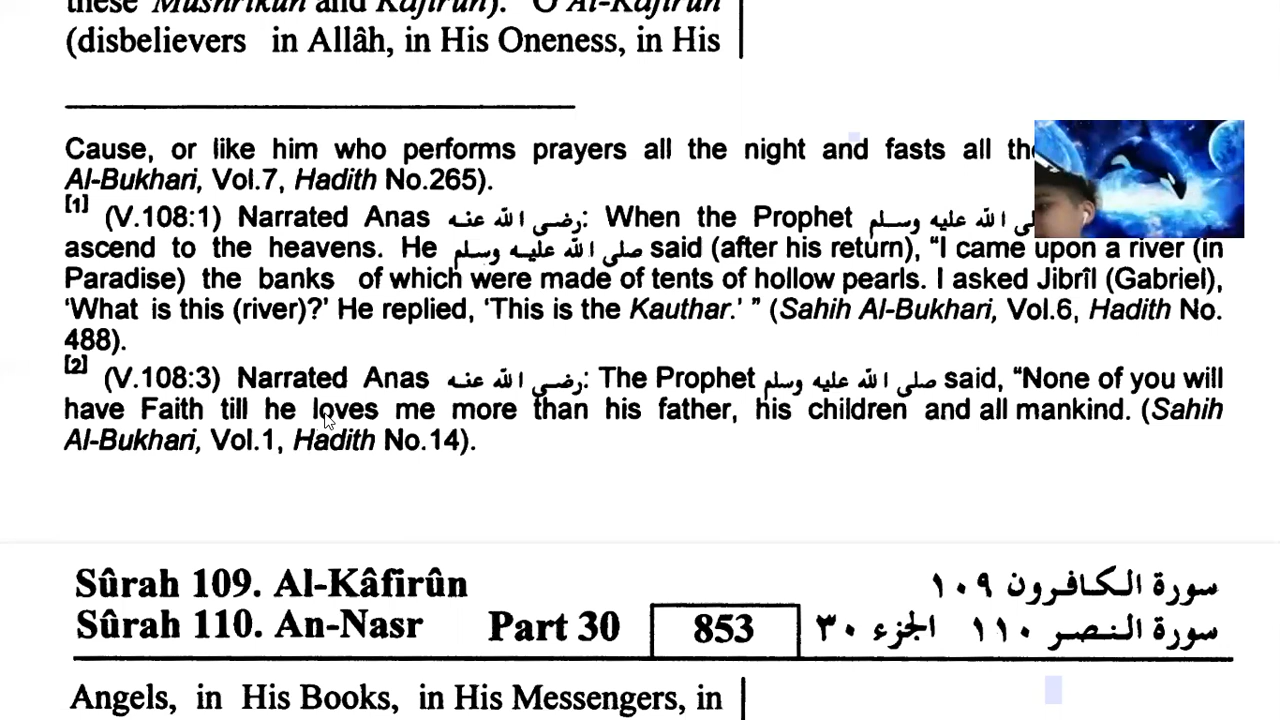 these Mushrikûn and Kâfirûn): "O Al-Kâfirûn
(disbelievers in Allâh, in His Oneness, in His
Cause, or like him who performs prayers all the night and fasts all the
Al-Bukhari, Vol.7, Hadith No.265).
[1] (V.108:1) Narrated Anas رضى الله عنه: When the Prophet صلى الله عليه وسلم
ascend to the heavens. He صلى الله عليه وسلم said (after his return), “I came upon a river (in
Paradise) the banks of which were made of tents of hollow pearls. I asked Jibrîl (Gabriel),
‘What is this (river)?’ He replied, ‘This is the Kauthar.’ ” (Sahih Al-Bukhari, Vol.6, Hadith No.
488).
[2] (V.108:3) Narrated Anas رضى الله عنه: The Prophet صلى الله عليه وسلم said, “None of you will
have Faith till he loves me more than his father, his children and all mankind. (Sahih
Al-Bukhari, Vol.1, Hadith No.14).
Sûrah 109. Al-Kâfirûn سورة الكافرون ١٠٩
Sûrah 110. An-Nasr Part 30 853 الجزء ٣٠ سورة النصر ١١٠
Angels, in His Books, in His Messengers, in